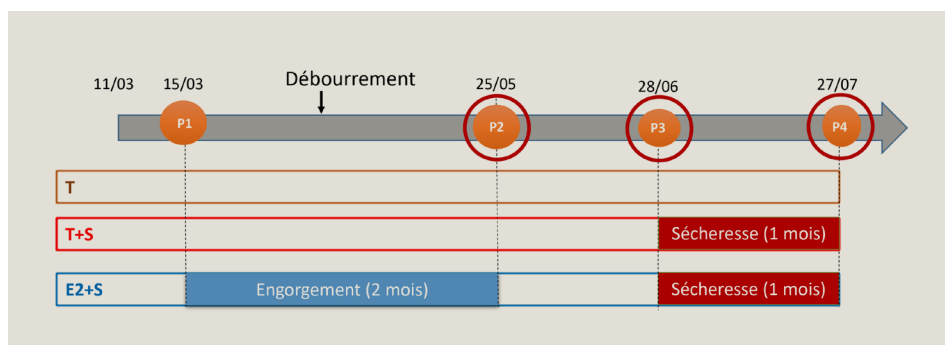 Débourrement
11/03 15/03 25/05 28/06 27/07
P1 P2 P3 P4
T
T+S Sécheresse (1 mois)
E2+S Engorgement (2 mois) Sécheresse (1 mois)